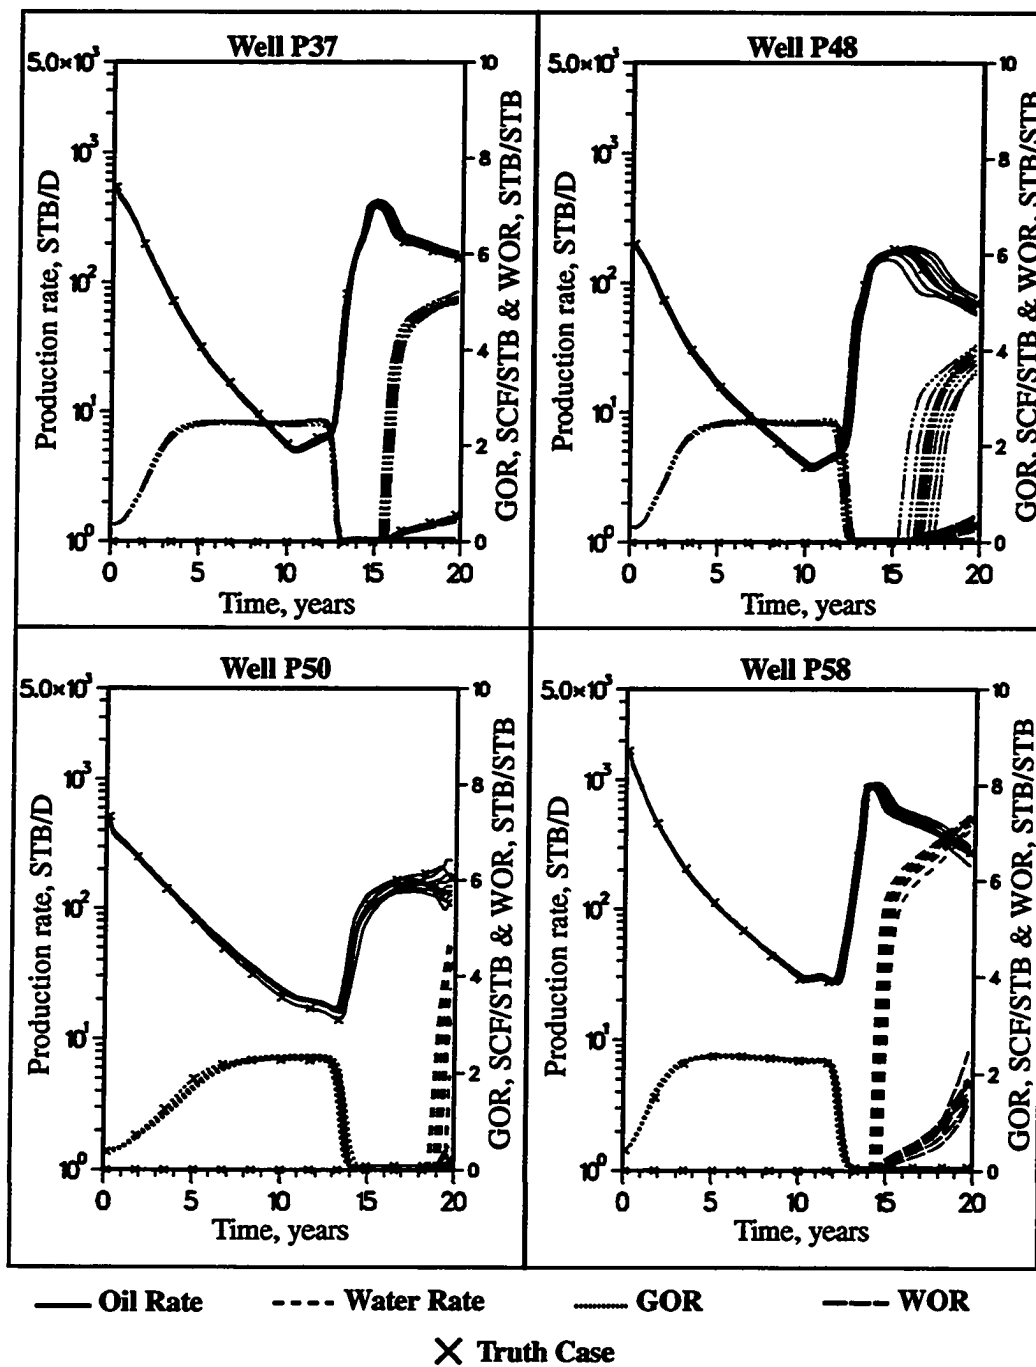 Well P37
5.0×10³
10³
10²
10¹
10⁰
Production rate, STB/D
10
8
6
4
2
0
GOR, SCF/STB & WOR, STB/STB
0 5 10 15 20
Time, years
Well P48
5.0×10³
10³
10²
10¹
10⁰
Production rate, STB/D
10
8
6
4
2
0
GOR, SCF/STB & WOR, STB/STB
0 5 10 15 20
Time, years
Well P50
5.0×10³
10³
10²
10¹
10⁰
Production rate, STB/D
10
8
6
4
2
0
GOR, SCF/STB & WOR, STB/STB
0 5 10 15 20
Time, years
Well P58
5.0×10³
10³
10²
10¹
10⁰
Production rate, STB/D
10
8
6
4
2
0
GOR, SCF/STB & WOR, STB/STB
0 5 10 15 20
Time, years
Oil Rate Water Rate GOR WOR
Truth Case